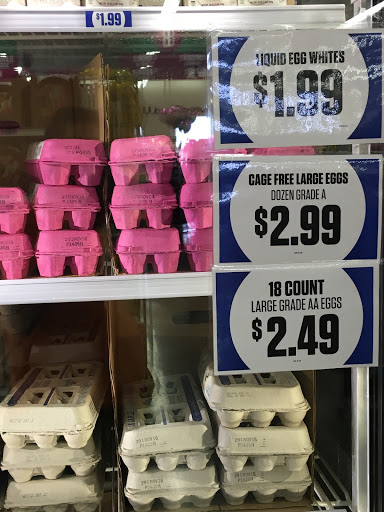 $1.99
LIQUID EGG WHITES
$1.99
CAGE FREE LARGE EGGS
DOZEN GRADE A
$2.99
18 COUNT
LARGE GRADE AA EGGS
$2.49